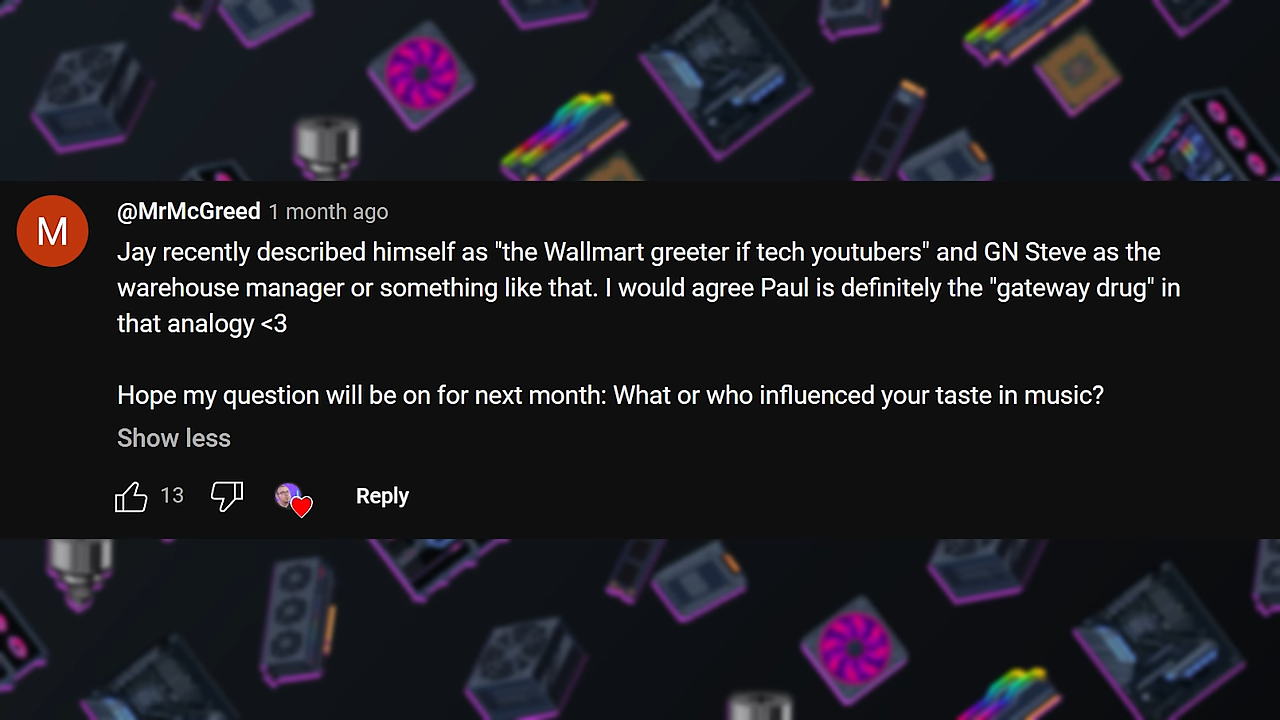 M
@MrMcGreed 1 month ago
Jay recently described himself as "the Wallmart greeter if tech youtubers" and GN Steve as the
warehouse manager or something like that. I would agree Paul is definitely the "gateway drug" in
that analogy <3
Hope my question will be on for next month: What or who influenced your taste in music?
Show less
13 Reply